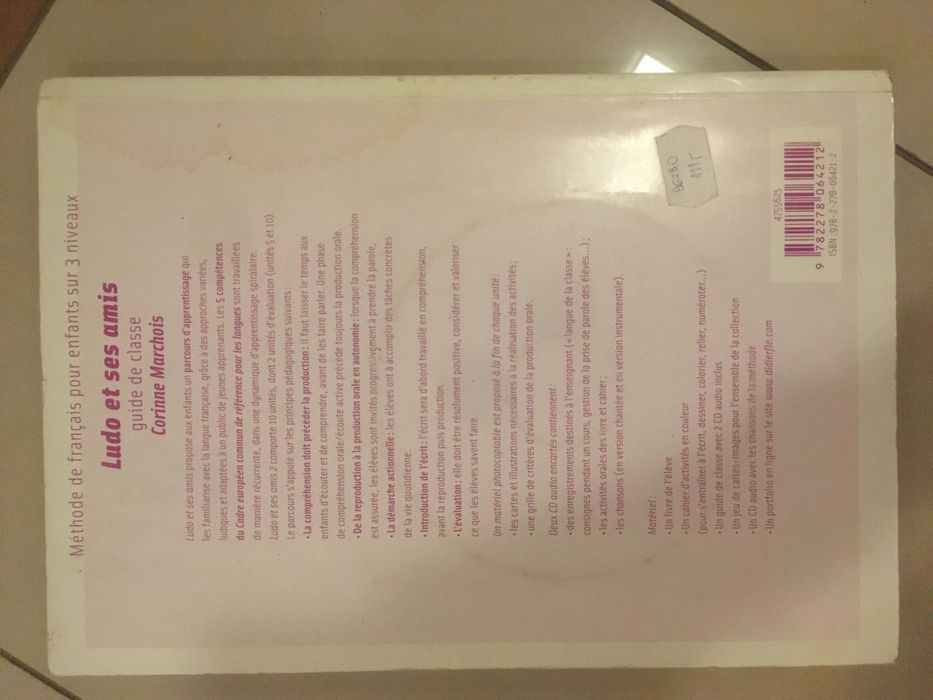 Méthode de français pour enfants sur 3 niveaux
Ludo et ses amis
guide de classe
Corinne Marchois
Ludo et ses amis propose aux enfants un parcours d'apprentissage qui
les familiarise avec la langue française, grâce à des approches variées,
ludiques et adaptées à un public de jeunes apprenants. Les 5 compétences
du Cadre européen commun de référence pour les langues sont travaillées
de manière récurrente, dans une dynamique d'apprentissage spiralaire.
Ludo et ses amis 2 comporte 10 unités, dont 2 unités d'évaluation (unités 5 et 10).
Le parcours s'appuie sur les principes pédagogiques suivants :
• La compréhension doit précéder la production : il faut laisser le temps aux
enfants d'écouter et de comprendre, avant de les faire parler. Une phase
de compréhension orale/écoute active précède toujours la production orale.
• De la reproduction à la production orale en autonomie : lorsque la compréhension
est assurée, les élèves sont invités progressivement à prendre la parole,
• La démarche actionnelle : les élèves ont à accomplir des tâches concrètes
de la vie quotidienne.
• Introduction de l'écrit : l'écrit sera d'abord travaillé en compréhension,
avant la reproduction puis production.
• L'évaluation : elle doit être résolument positive, considérer et valoriser
ce que les élèves savent faire.
Un matériel photocopiable est proposé à la fin de chaque unité :
• les cartes et illustrations nécessaires à la réalisation des activités ;
• une grille de critères d'évaluation de la production orale.
Deux CD audio encartés contiennent :
• des enregistrements destinés à l'enseignant (« langue de la classe » :
consignes pendant un cours, gestion de la prise de parole des élèves...) ;
• les activités orales des livre et cahier ;
• les chansons (en version chantée et en version instrumentale).
Matériel :
• Un livre de l'élève
• Un cahier d'activités en couleur
(pour s'entraîner à l'écrit, dessiner, colorier, relier, numéroter...)
• Un guide de classe avec 2 CD audio inclus
• Un jeu de cartes-images pour l'ensemble de la collection
• Un CD audio avec les chansons de la méthode
• Un portfolio en ligne sur le site www.didierfle.com
4755625
9 782278 064212
ISBN : 978-2-278-06421-2